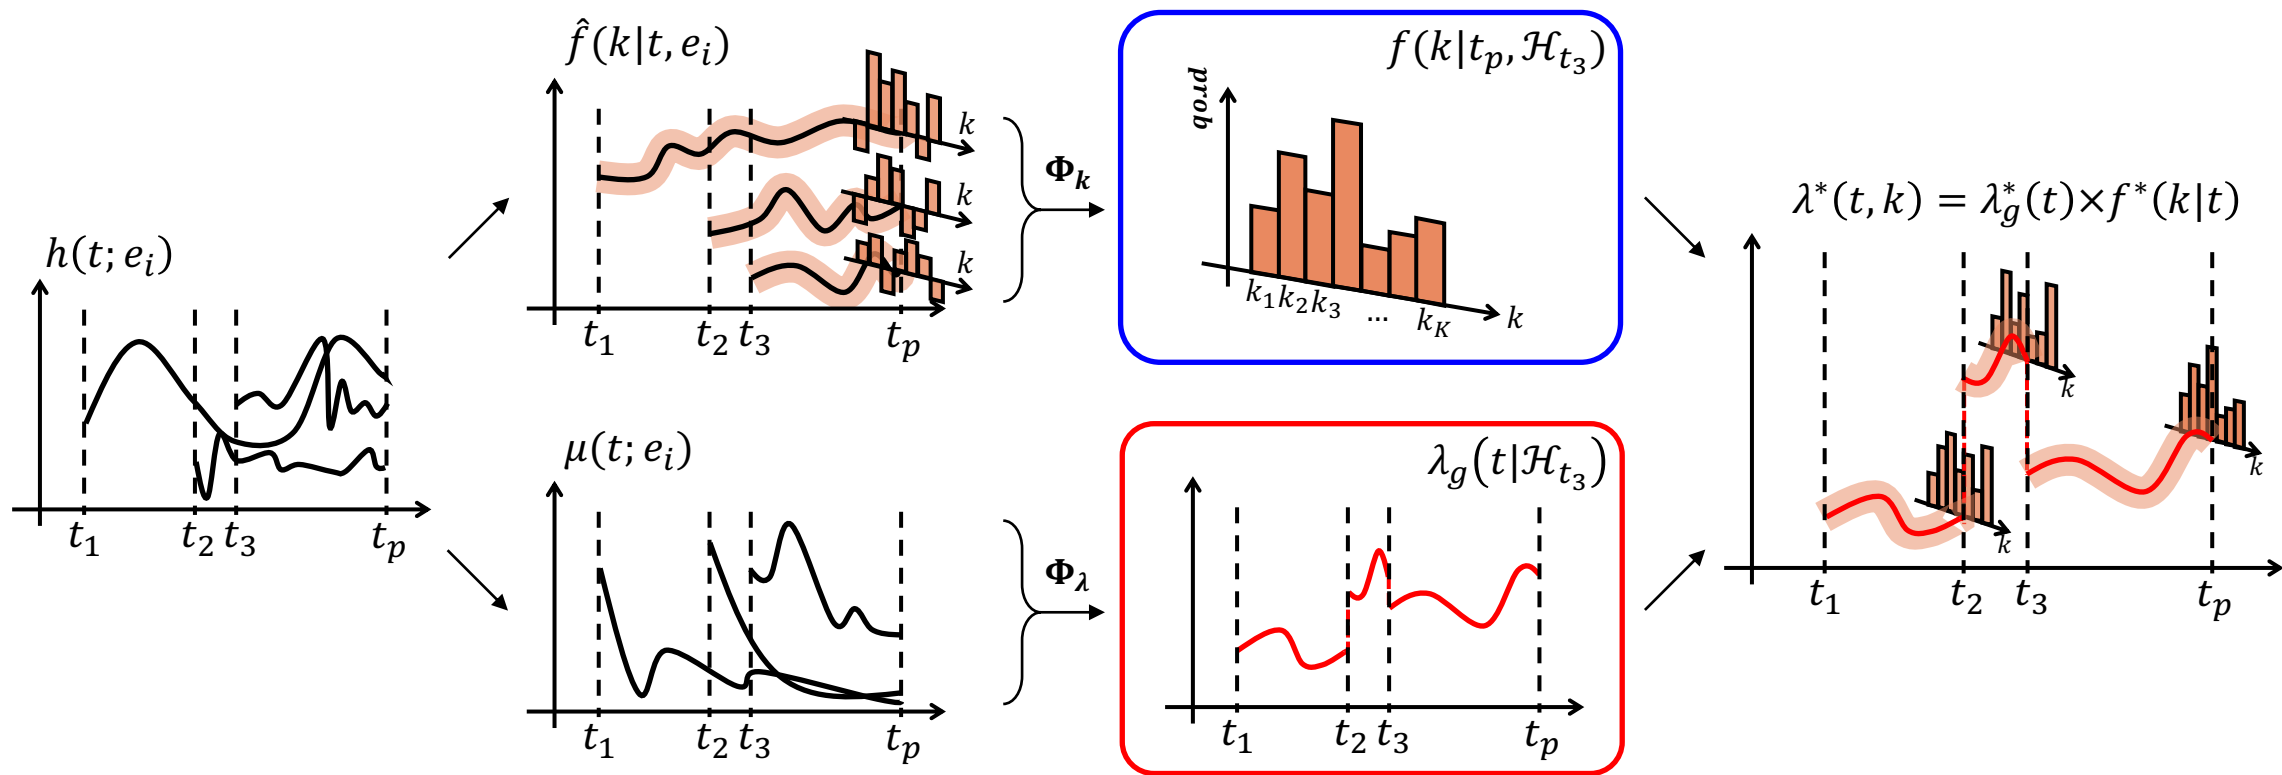 h(t; e_i)
t_1 t_2 t_3 t_p
f̂(k|t, e_i)
k
k
k
t_1 t_2 t_3 t_p
μ(t; e_i)
t_1 t_2 t_3 t_p
Φ_k
Φ_λ
f(k|t_p, ℋ_{t_3})
prob
k_1 k_2 k_3 ... k_K k
λ_g(t|ℋ_{t_3})
t_1 t_2 t_3 t_p
λ*(t, k) = λ*_g(t)×f*(k|t)
k
k
k
t_1 t_2 t_3 t_p